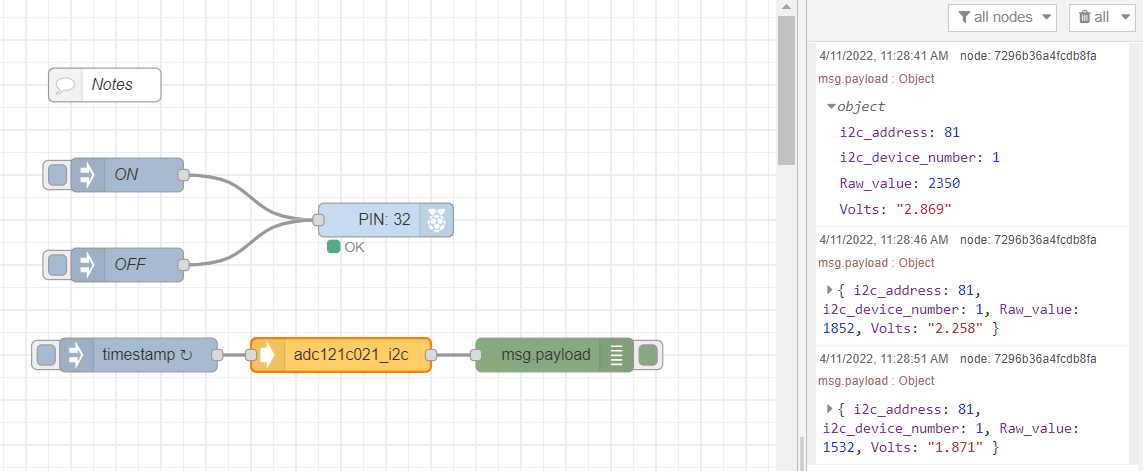 all nodes
all
Notes
ON
PIN: 32
OK
OFF
timestamp ↻
adc121c021_i2c
msg.payload
4/11/2022, 11:28:41 AM node: 7296b36a4fcdb8fa
msg.payload : Object
object
i2c_address: 81
i2c_device_number: 1
Raw_value: 2350
Volts: "2.869"
4/11/2022, 11:28:46 AM node: 7296b36a4fcdb8fa
msg.payload : Object
{ i2c_address: 81,
i2c_device_number: 1, Raw_value:
1852, Volts: "2.258" }
4/11/2022, 11:28:51 AM node: 7296b36a4fcdb8fa
msg.payload : Object
{ i2c_address: 81,
i2c_device_number: 1, Raw_value:
1532, Volts: "1.871" }